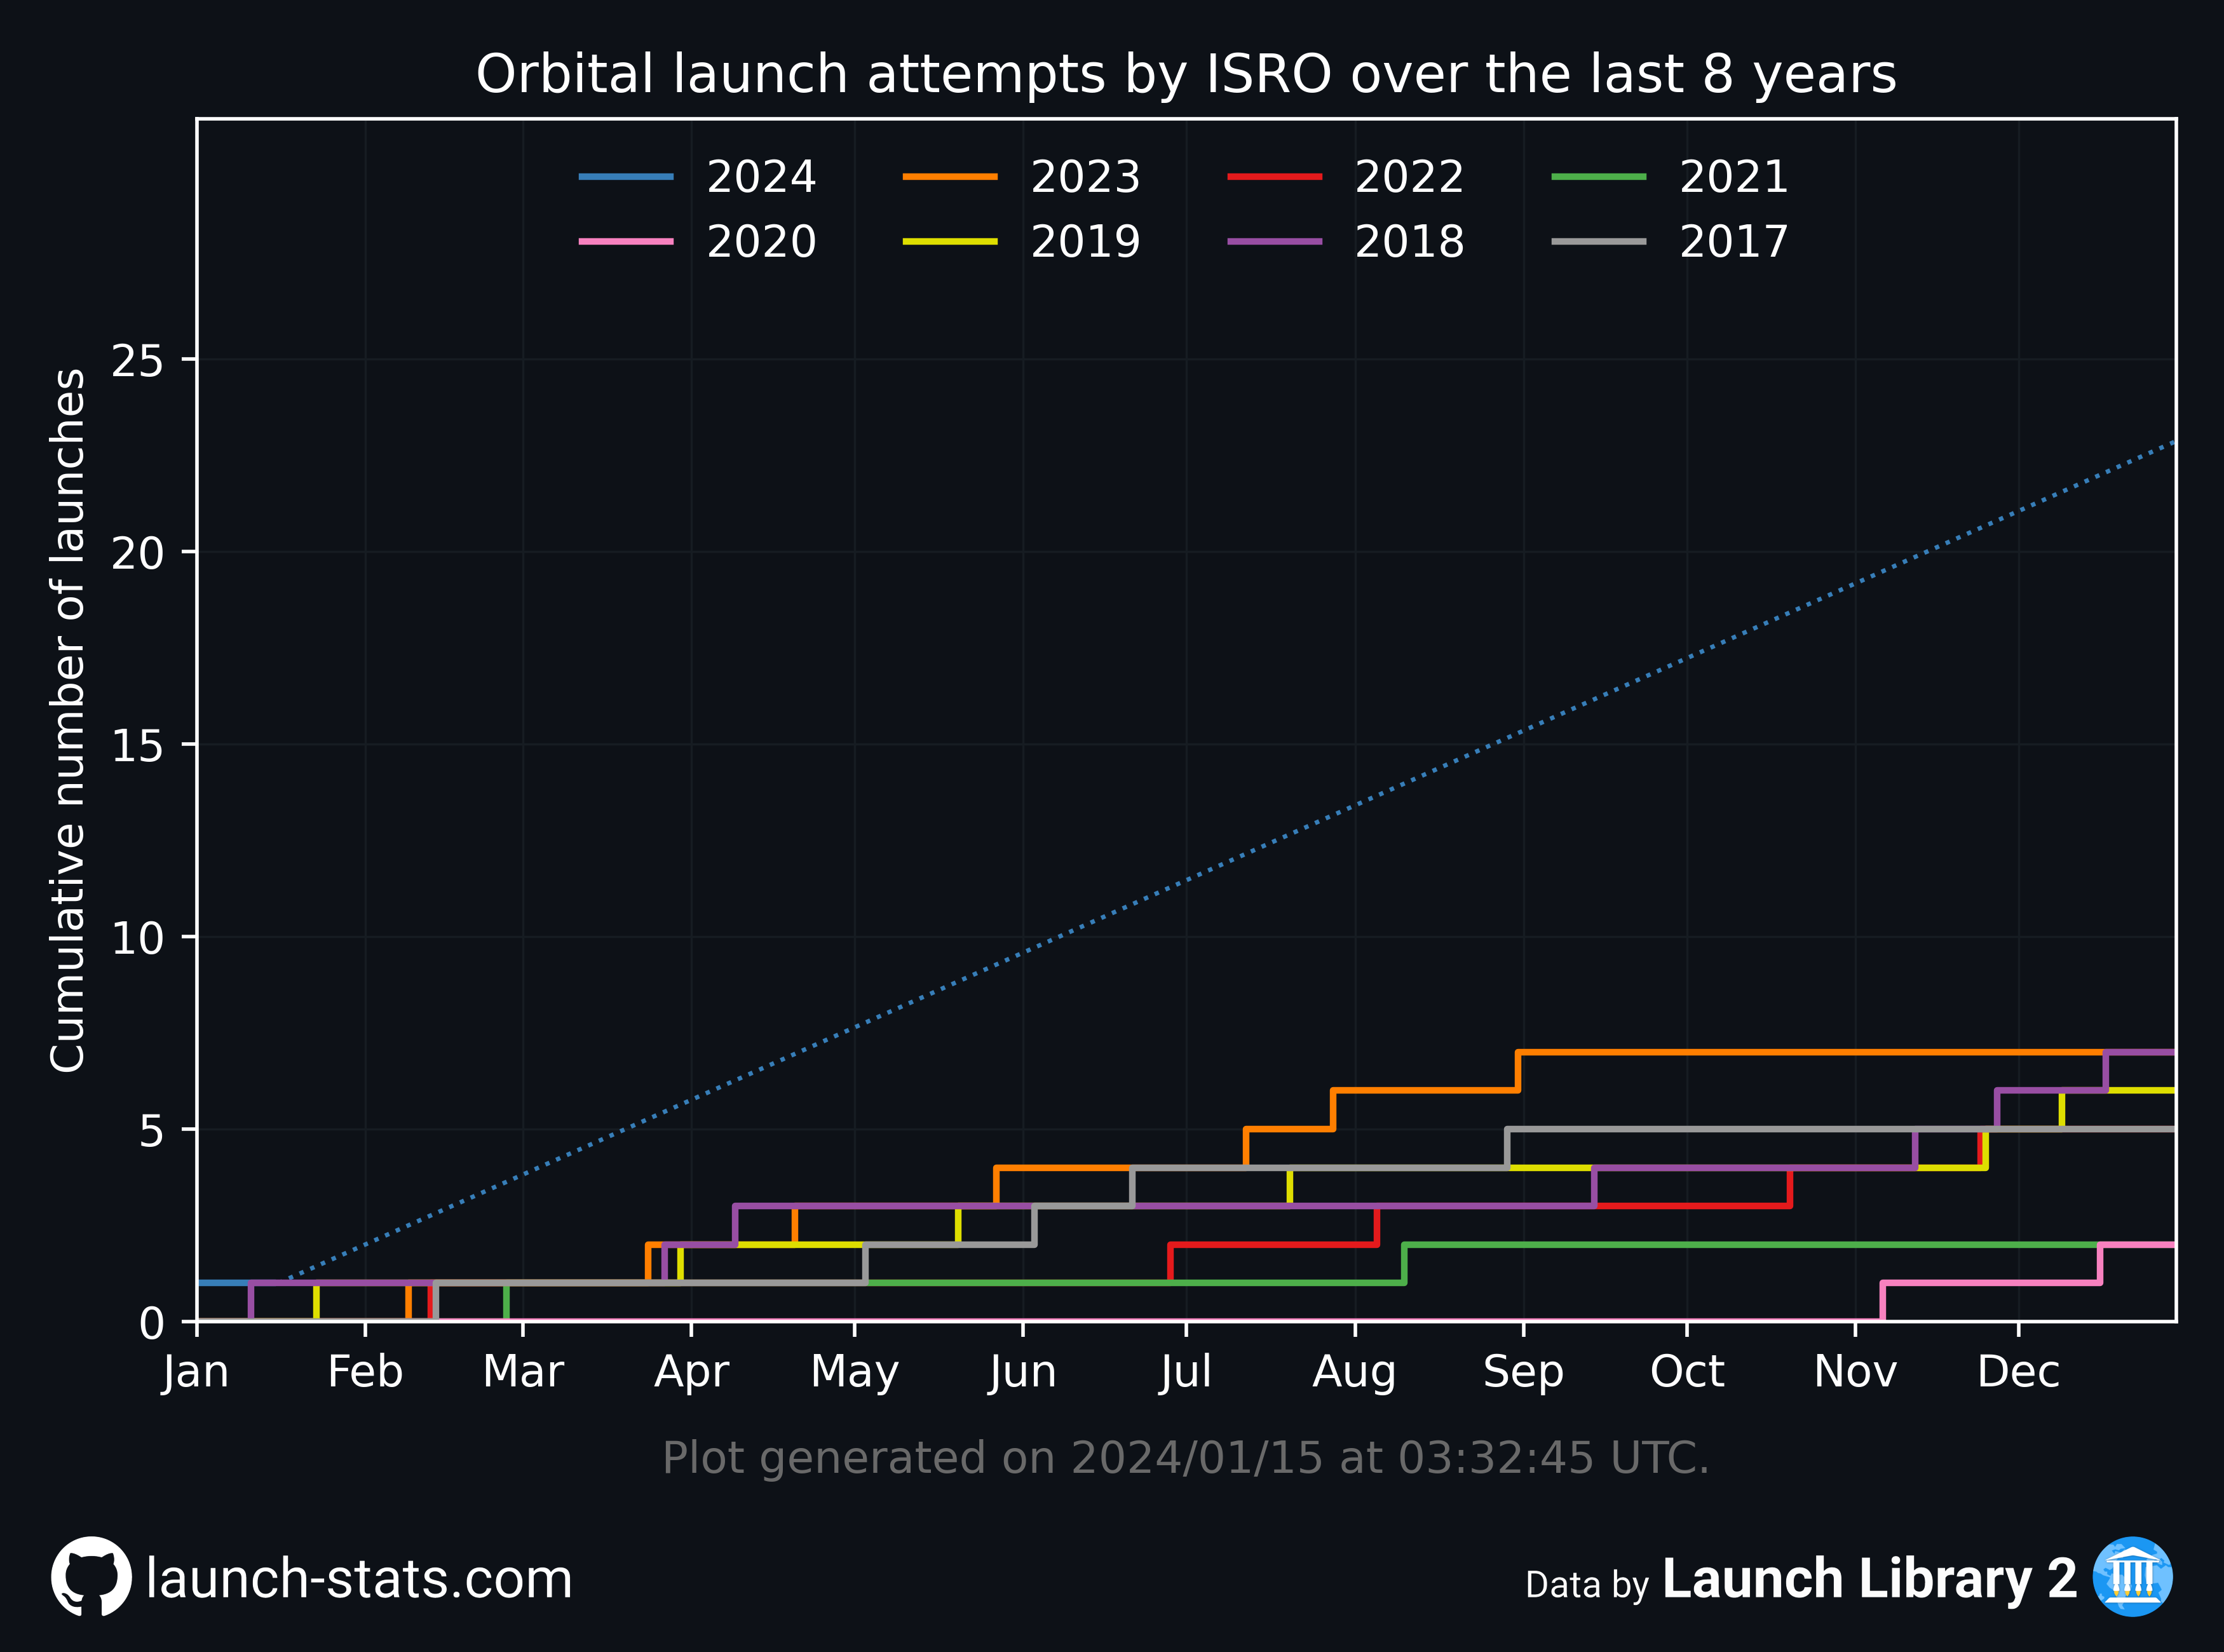 Orbital launch attempts by ISRO over the last 8 years
2024 2023 2022 2021
2020 2019 2018 2017
Cumulative number of launches
25
20
15
10
5
0
Jan Feb Mar Apr May Jun Jul Aug Sep Oct Nov Dec
Plot generated on 2024/01/15 at 03:32:45 UTC.
launch-stats.com
Data by Launch Library 2